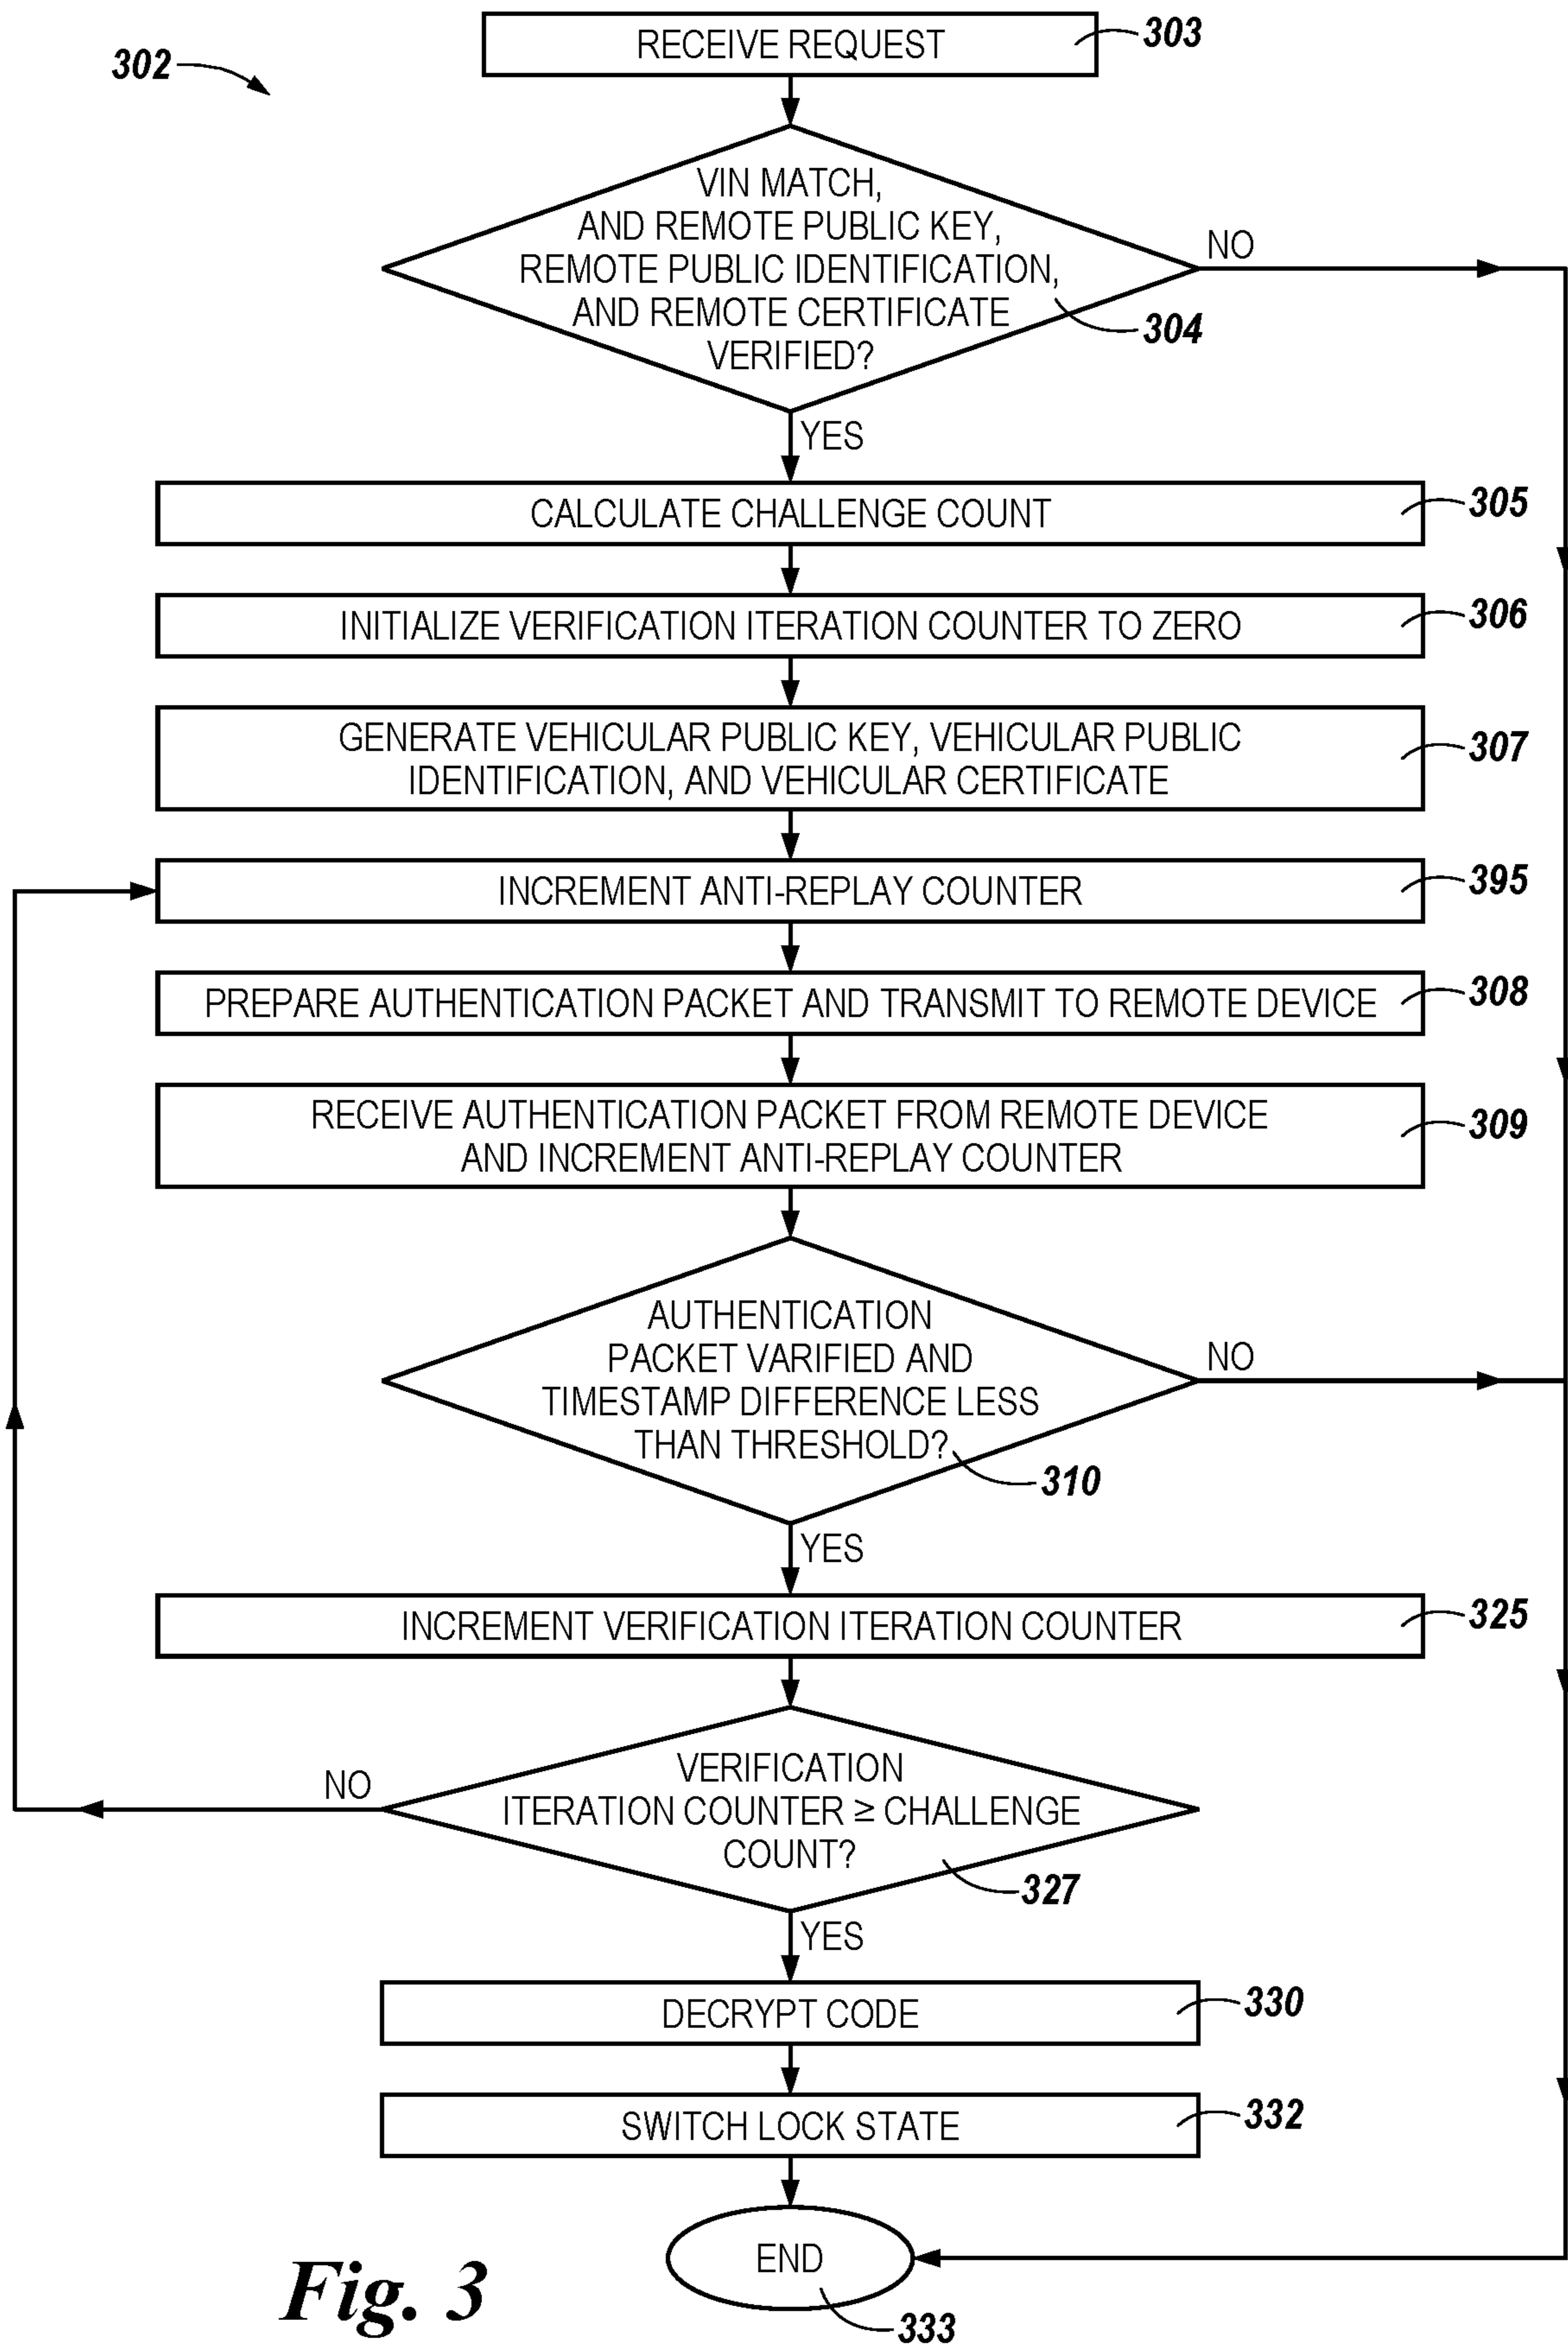 RECEIVE REQUEST
303
302
VIN MATCH,
AND REMOTE PUBLIC KEY,
REMOTE PUBLIC IDENTIFICATION,
AND REMOTE CERTIFICATE
VERIFIED?
NO
304
YES
CALCULATE CHALLENGE COUNT
305
INITIALIZE VERIFICATION ITERATION COUNTER TO ZERO
306
GENERATE VEHICULAR PUBLIC KEY, VEHICULAR PUBLIC
IDENTIFICATION, AND VEHICULAR CERTIFICATE
307
INCREMENT ANTI-REPLAY COUNTER
395
PREPARE AUTHENTICATION PACKET AND TRANSMIT TO REMOTE DEVICE
308
RECEIVE AUTHENTICATION PACKET FROM REMOTE DEVICE
AND INCREMENT ANTI-REPLAY COUNTER
309
AUTHENTICATION
PACKET VARIFIED AND
TIMESTAMP DIFFERENCE LESS
THAN THRESHOLD?
NO
310
YES
INCREMENT VERIFICATION ITERATION COUNTER
325
VERIFICATION
ITERATION COUNTER ≥ CHALLENGE
COUNT?
NO
327
YES
DECRYPT CODE
330
SWITCH LOCK STATE
332
END
333
Fig. 3